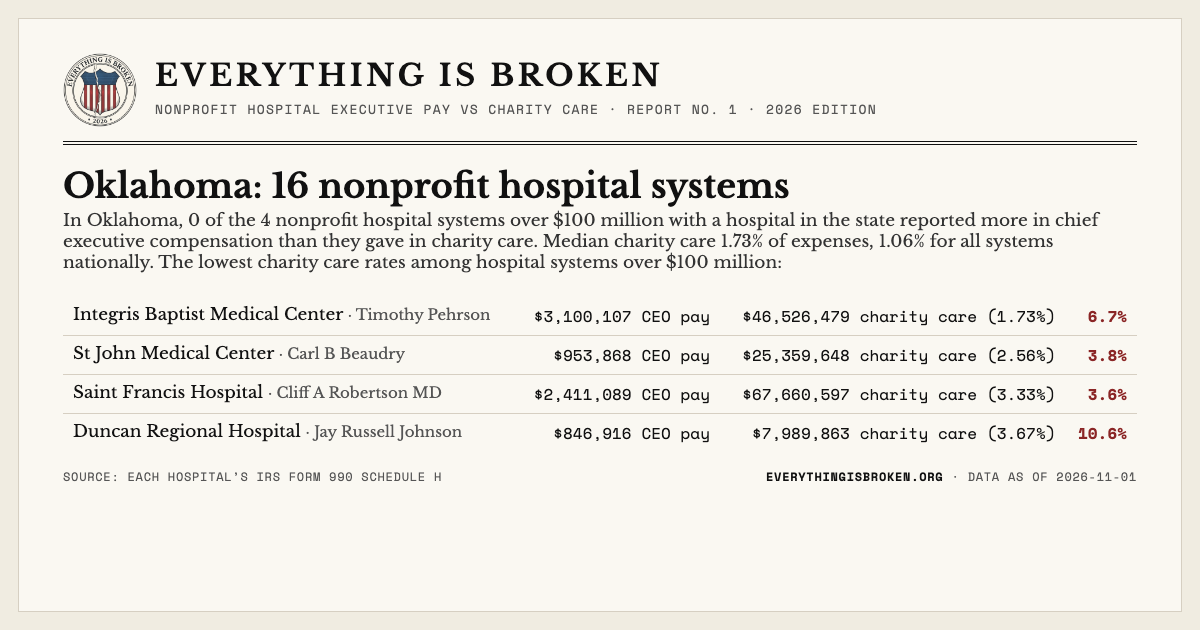 EVERYTHING IS BROKEN
· 2026 ·
EVERYTHING IS BROKEN
NONPROFIT HOSPITAL EXECUTIVE PAY VS CHARITY CARE · REPORT NO. 1 · 2026 EDITION
Oklahoma: 16 nonprofit hospital systems
In Oklahoma, 0 of the 4 nonprofit hospital systems over $100 million with a hospital in the state reported more in chief
executive compensation than they gave in charity care. Median charity care 1.73% of expenses, 1.06% for all systems
nationally. The lowest charity care rates among hospital systems over $100 million:
Integris Baptist Medical Center · Timothy Pehrson $3,100,107 CEO pay $46,526,479 charity care (1.73%) 6.7%
St John Medical Center · Carl B Beaudry $953,868 CEO pay $25,359,648 charity care (2.56%) 3.8%
Saint Francis Hospital · Cliff A Robertson MD $2,411,089 CEO pay $67,660,597 charity care (3.33%) 3.6%
Duncan Regional Hospital · Jay Russell Johnson $846,916 CEO pay $7,989,863 charity care (3.67%) 10.6%
SOURCE: EACH HOSPITAL'S IRS FORM 990 SCHEDULE H EVERYTHINGISBROKEN.ORG · DATA AS OF 2026-11-01